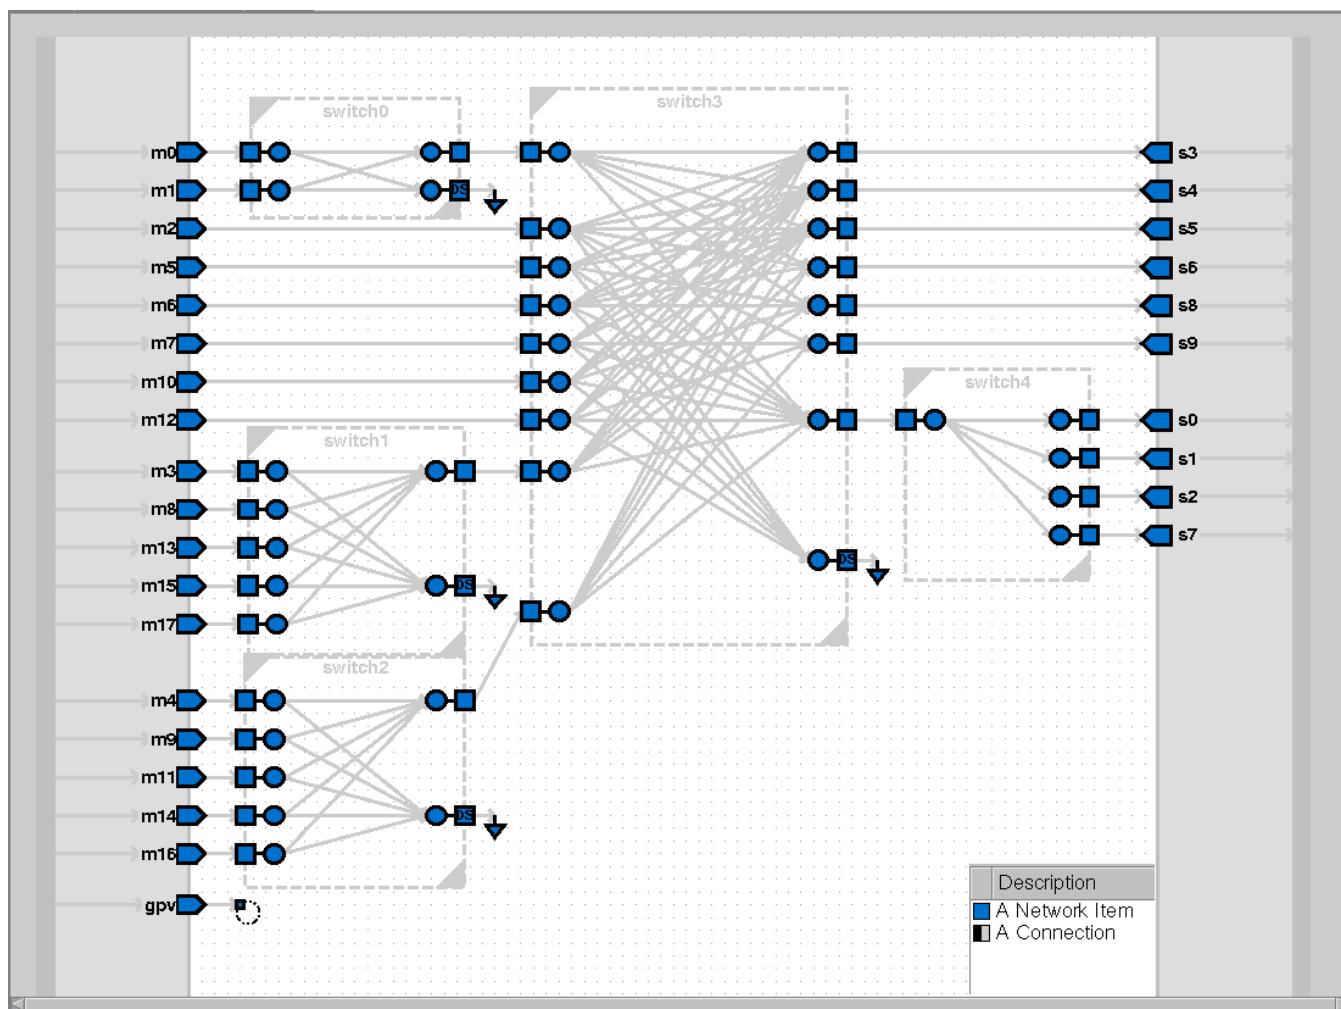 switch0
switch3
m0
s3
m1
DS
s4
m2
s5
m5
s6
m6
s8
m7
s9
m10
switch4
m12
s0
switch1
s1
m3
m8
s2
m13
s7
DS
m15
DS
m17
switch2
m4
m9
m11
m14
DS
m16
Description
gpv
A Network Item
A Connection